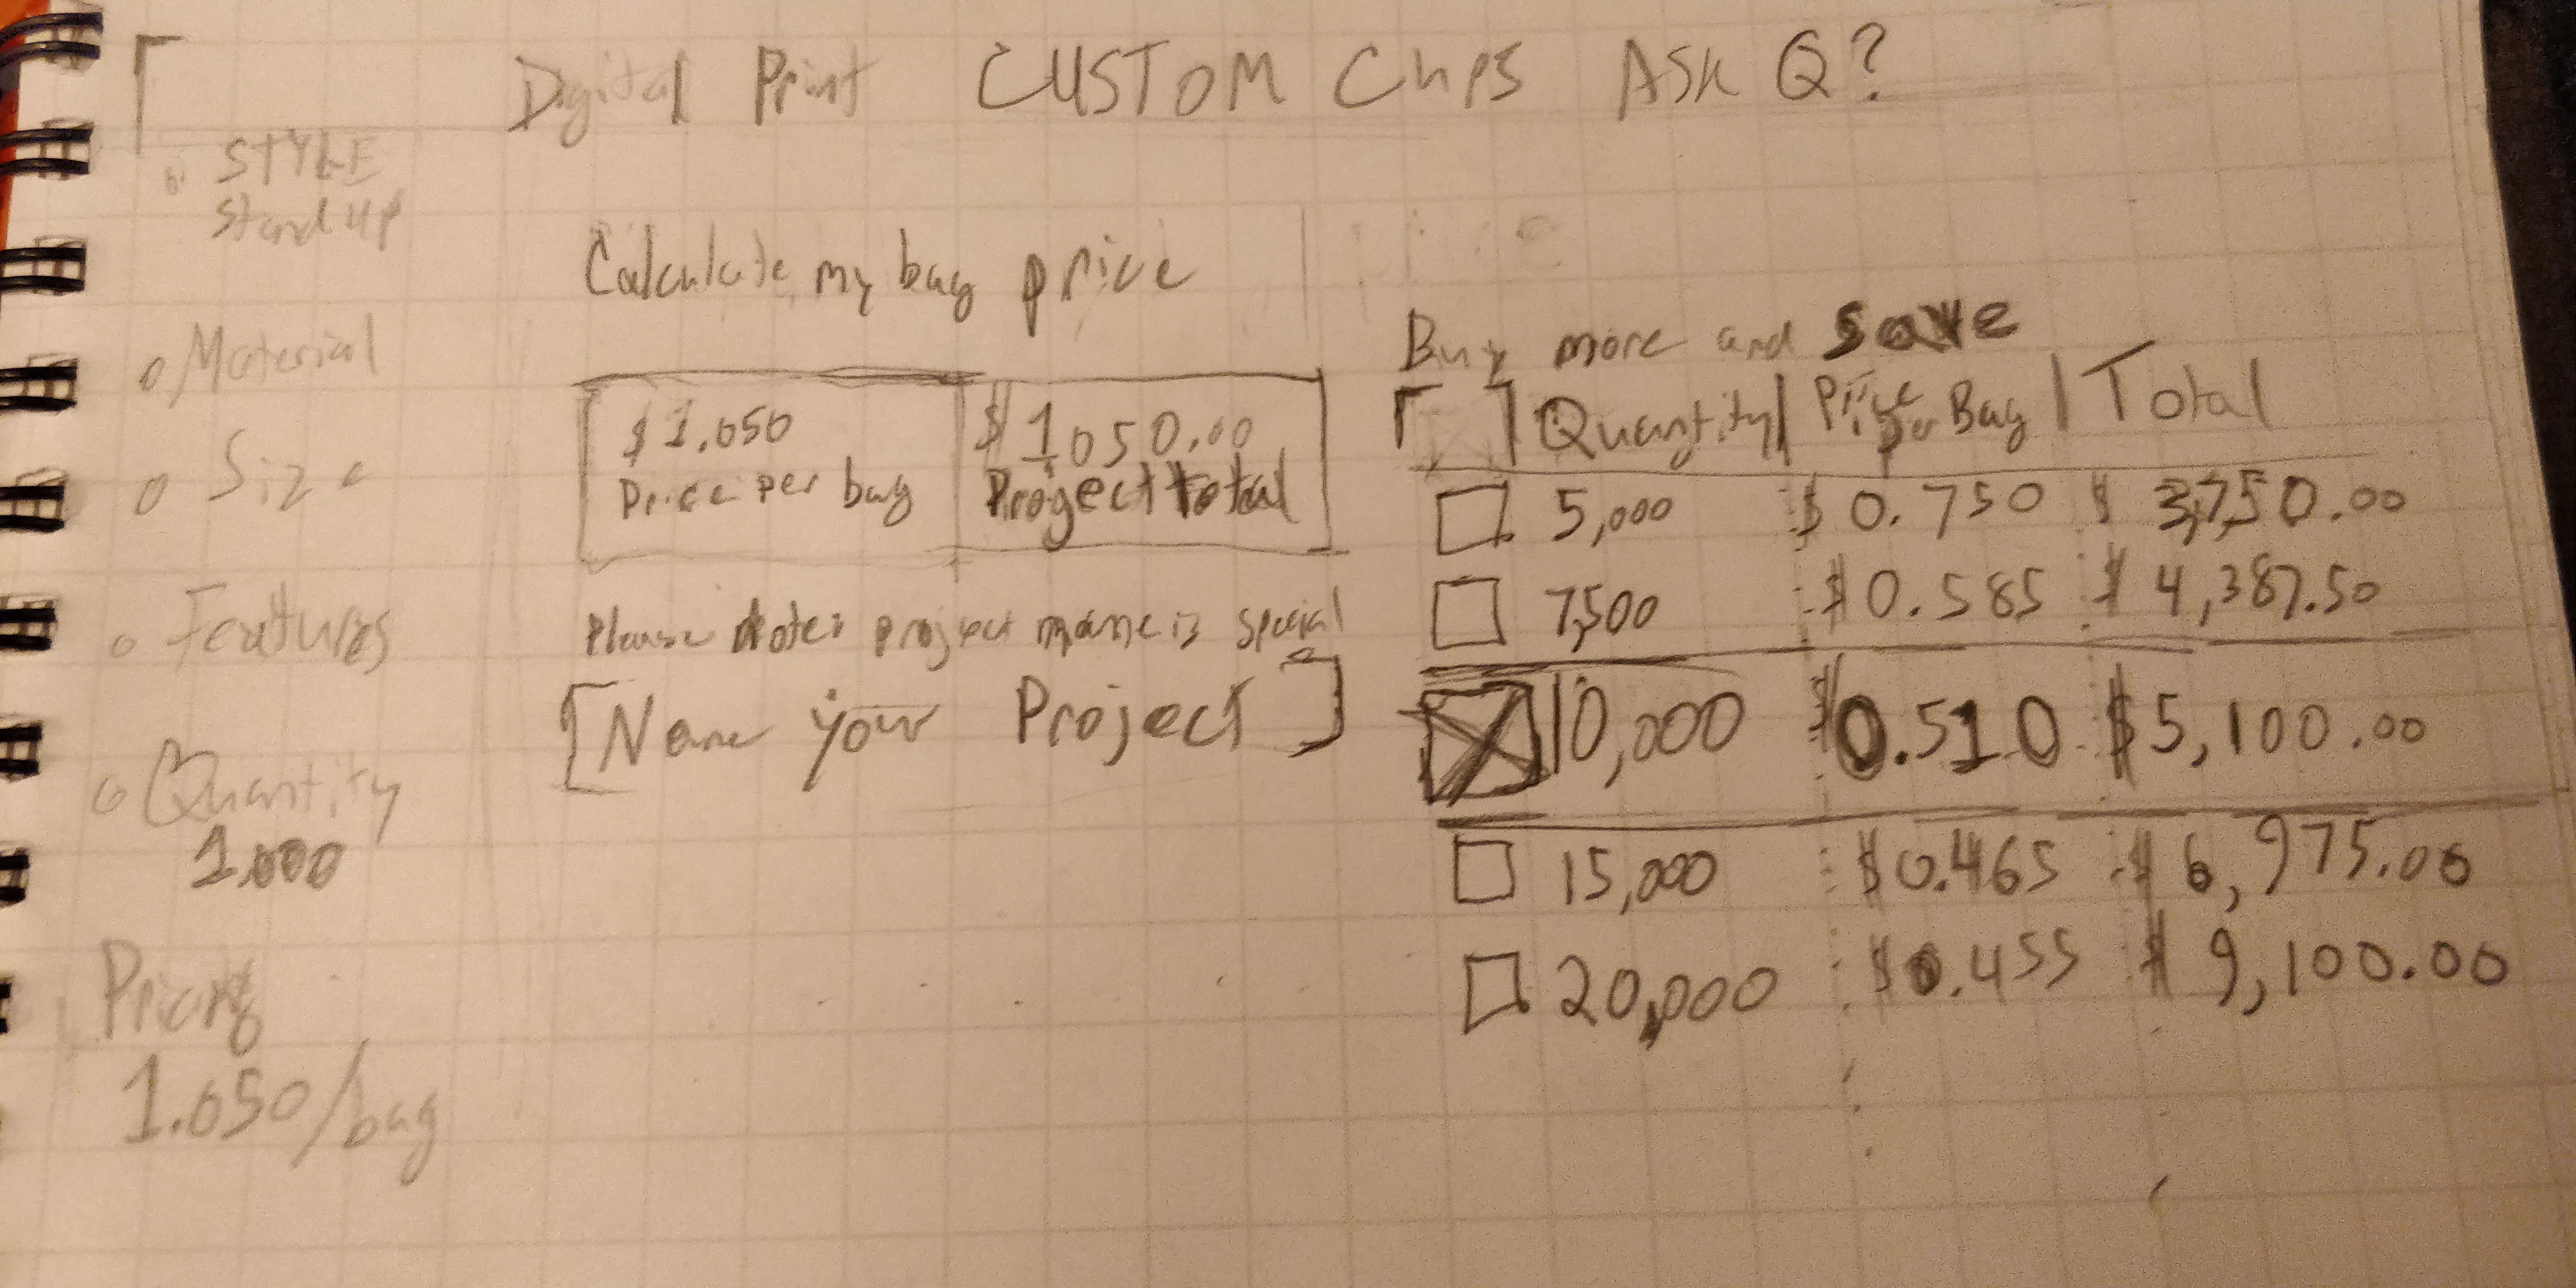 Digital Print CUSTOM Chips ASK Q?
STYLE
Stand up
Material
Size
Features
Quantity
1.000
Pricing
1.050/bag
Calculate my bag price
$1.050 $1,050.00
Price per bag Progect total
Please Note: project name is special
[Name your Project]
Buy more and save
Quantity | Price Per Bag | Total
5,000 $0.750 $3,750.00
7,500 $0.585 $4,387.50
10,000 $0.510 $5,100.00
15,000 $0.465 $6,975.00
20,000 $0.455 $9,100.00